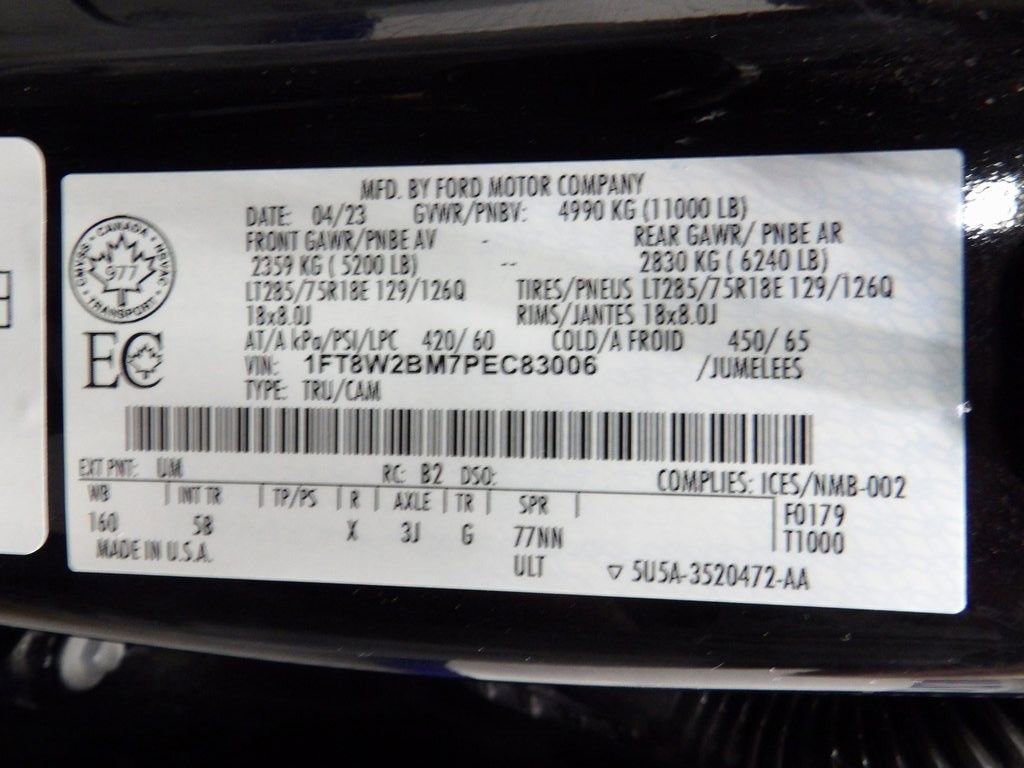 MFD. BY FORD MOTOR COMPANY
DATE: 04/23 GVWR/PNBV: 4990 KG (11000 LB)
FRONT GAWR/PNBE AV - REAR GAWR/ PNBE AR
2359 KG ( 5200 LB) -- 2830 KG ( 6240 LB)
LT285/75R18E 129/126Q TIRES/PNEUS LT285/75R18E 129/126Q
18x8.0J RIMS/JANTES 18x8.0J
AT/A kPa/PSI/LPC 420/ 60 COLD/A FROID 450/ 65
VIN: 1FT8W2BM7PEC83006 /JUMELEES
TYPE: TRU/CAM
CANADA
977
TRANSPORT
EC
EXT PNT: UM RC: B2 DSO: COMPLIES: ICES/NMB-002
WB INT TR TP/PS R AXLE TR SPR F0179
160 5B X 3J G 77NN T1000
MADE IN U.S.A. ULT ▽ 5U5A-3520472-AA